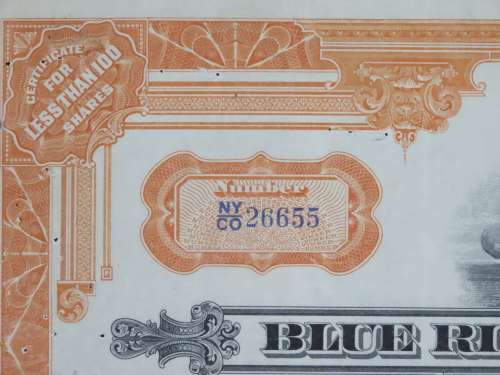 CERTIFICATE
FOR
LESS THAN 100
SHARES
Number
NY
CO 26655
BLUE